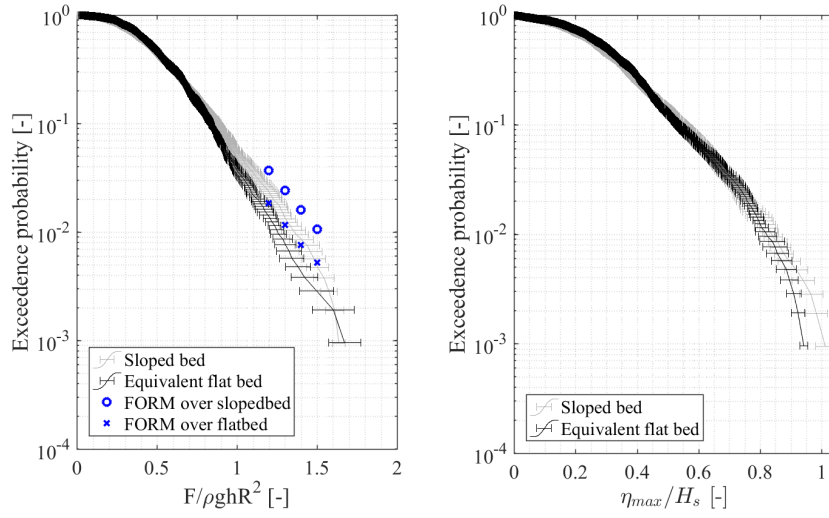 10^0
10^-1
10^-2
10^-3
10^-4
Exceedence probability [-]
Sloped bed
Equivalent flat bed
FORM over slopedbed
FORM over flatbed
0 0.5 1 1.5 2
F/ρghR^2 [-]
10^0
10^-1
10^-2
10^-3
10^-4
Exceedence probability [-]
Sloped bed
Equivalent flat bed
0 0.2 0.4 0.6 0.8 1
η_max/H_s [-]